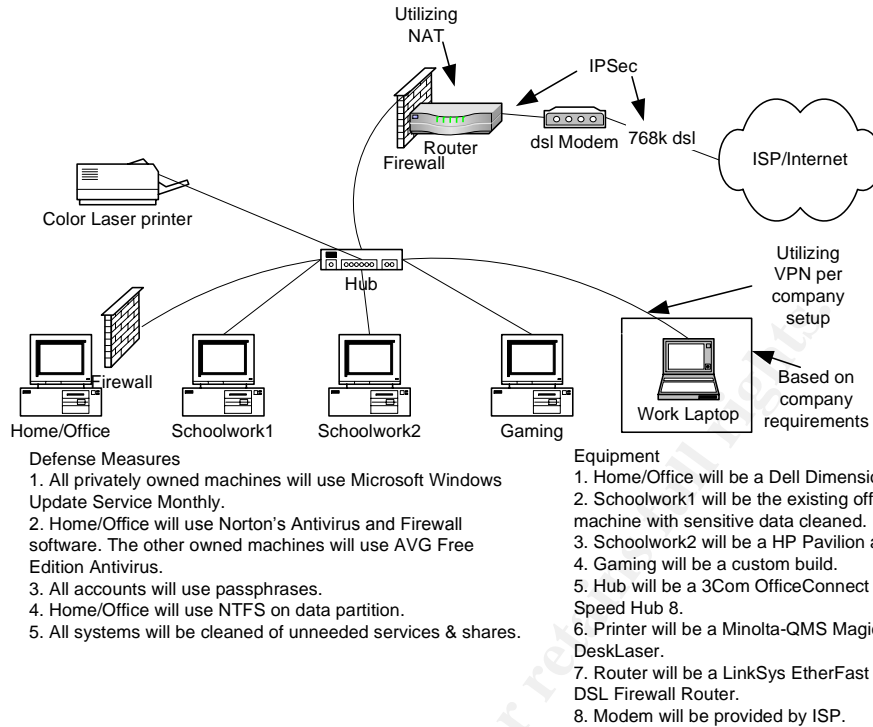 Utilizing
NAT
IPSec
Router
Firewall
dsl Modem
768k dsl
ISP/Internet
Color Laser printer
Hub
Utilizing
VPN per
company
setup
Firewall
Based on
company
requirements
Home/Office
Schoolwork1
Schoolwork2
Gaming
Work Laptop
Defense Measures
1. All privately owned machines will use Microsoft Windows
Update Service Monthly.
2. Home/Office will use Norton's Antivirus and Firewall
software. The other owned machines will use AVG Free
Edition Antivirus.
3. All accounts will use passphrases.
4. Home/Office will use NTFS on data partition.
5. All systems will be cleaned of unneeded services & shares.
Equipment
1. Home/Office will be a Dell
2. Schoolwork1 will be the existing
machine with sensitive data cleaned.
3. Schoolwork2 will be a HP Pavilion
4. Gaming will be a custom build.
5. Hub will be a 3Com OfficeConnect
Speed Hub 8.
6. Printer will be a Minolta-QMS
DeskLaser.
7. Router will be a LinkSys EtherFast
DSL Firewall Router.
8. Modem will be provided by ISP.